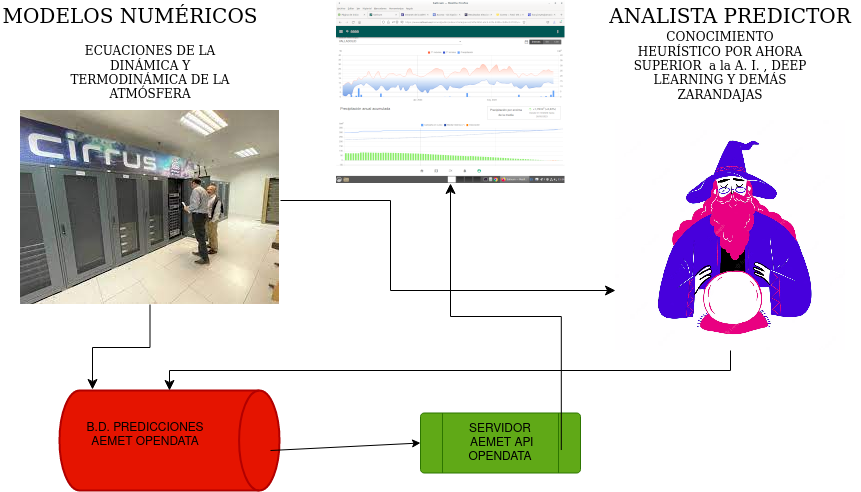 MODELOS NUMÉRICOS
ECUACIONES DE LA
DINÁMICA Y
TERMODINÁMICA DE LA
ATMÓSFERA
cirrus
ANALISTA PREDICTOR
CONOCIMIENTO
HEURÍSTICO POR AHORA
SUPERIOR a la A. I. , DEEP
LEARNING Y DEMÁS
ZARANDAJAS
B.D. PREDICCIONES
AEMET OPENDATA
SERVIDOR
AEMET API
OPENDATA